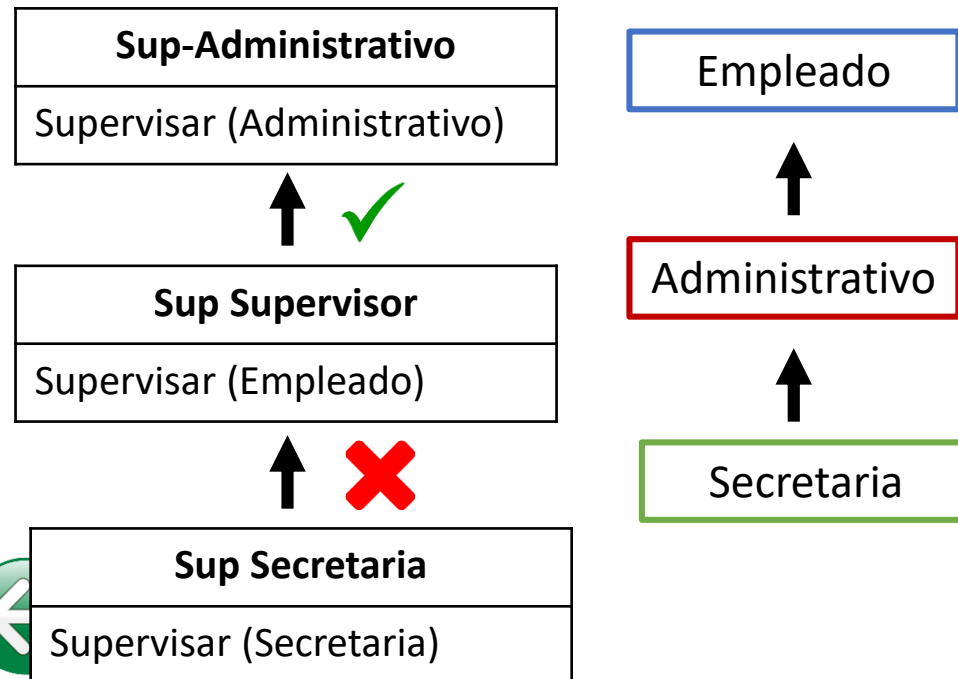 Sup-Administrativo
Supervisar (Administrativo)
Sup Supervisor
Supervisar (Empleado)
Sup Secretaria
Supervisar (Secretaria)
Empleado
Administrativo
Secretaria